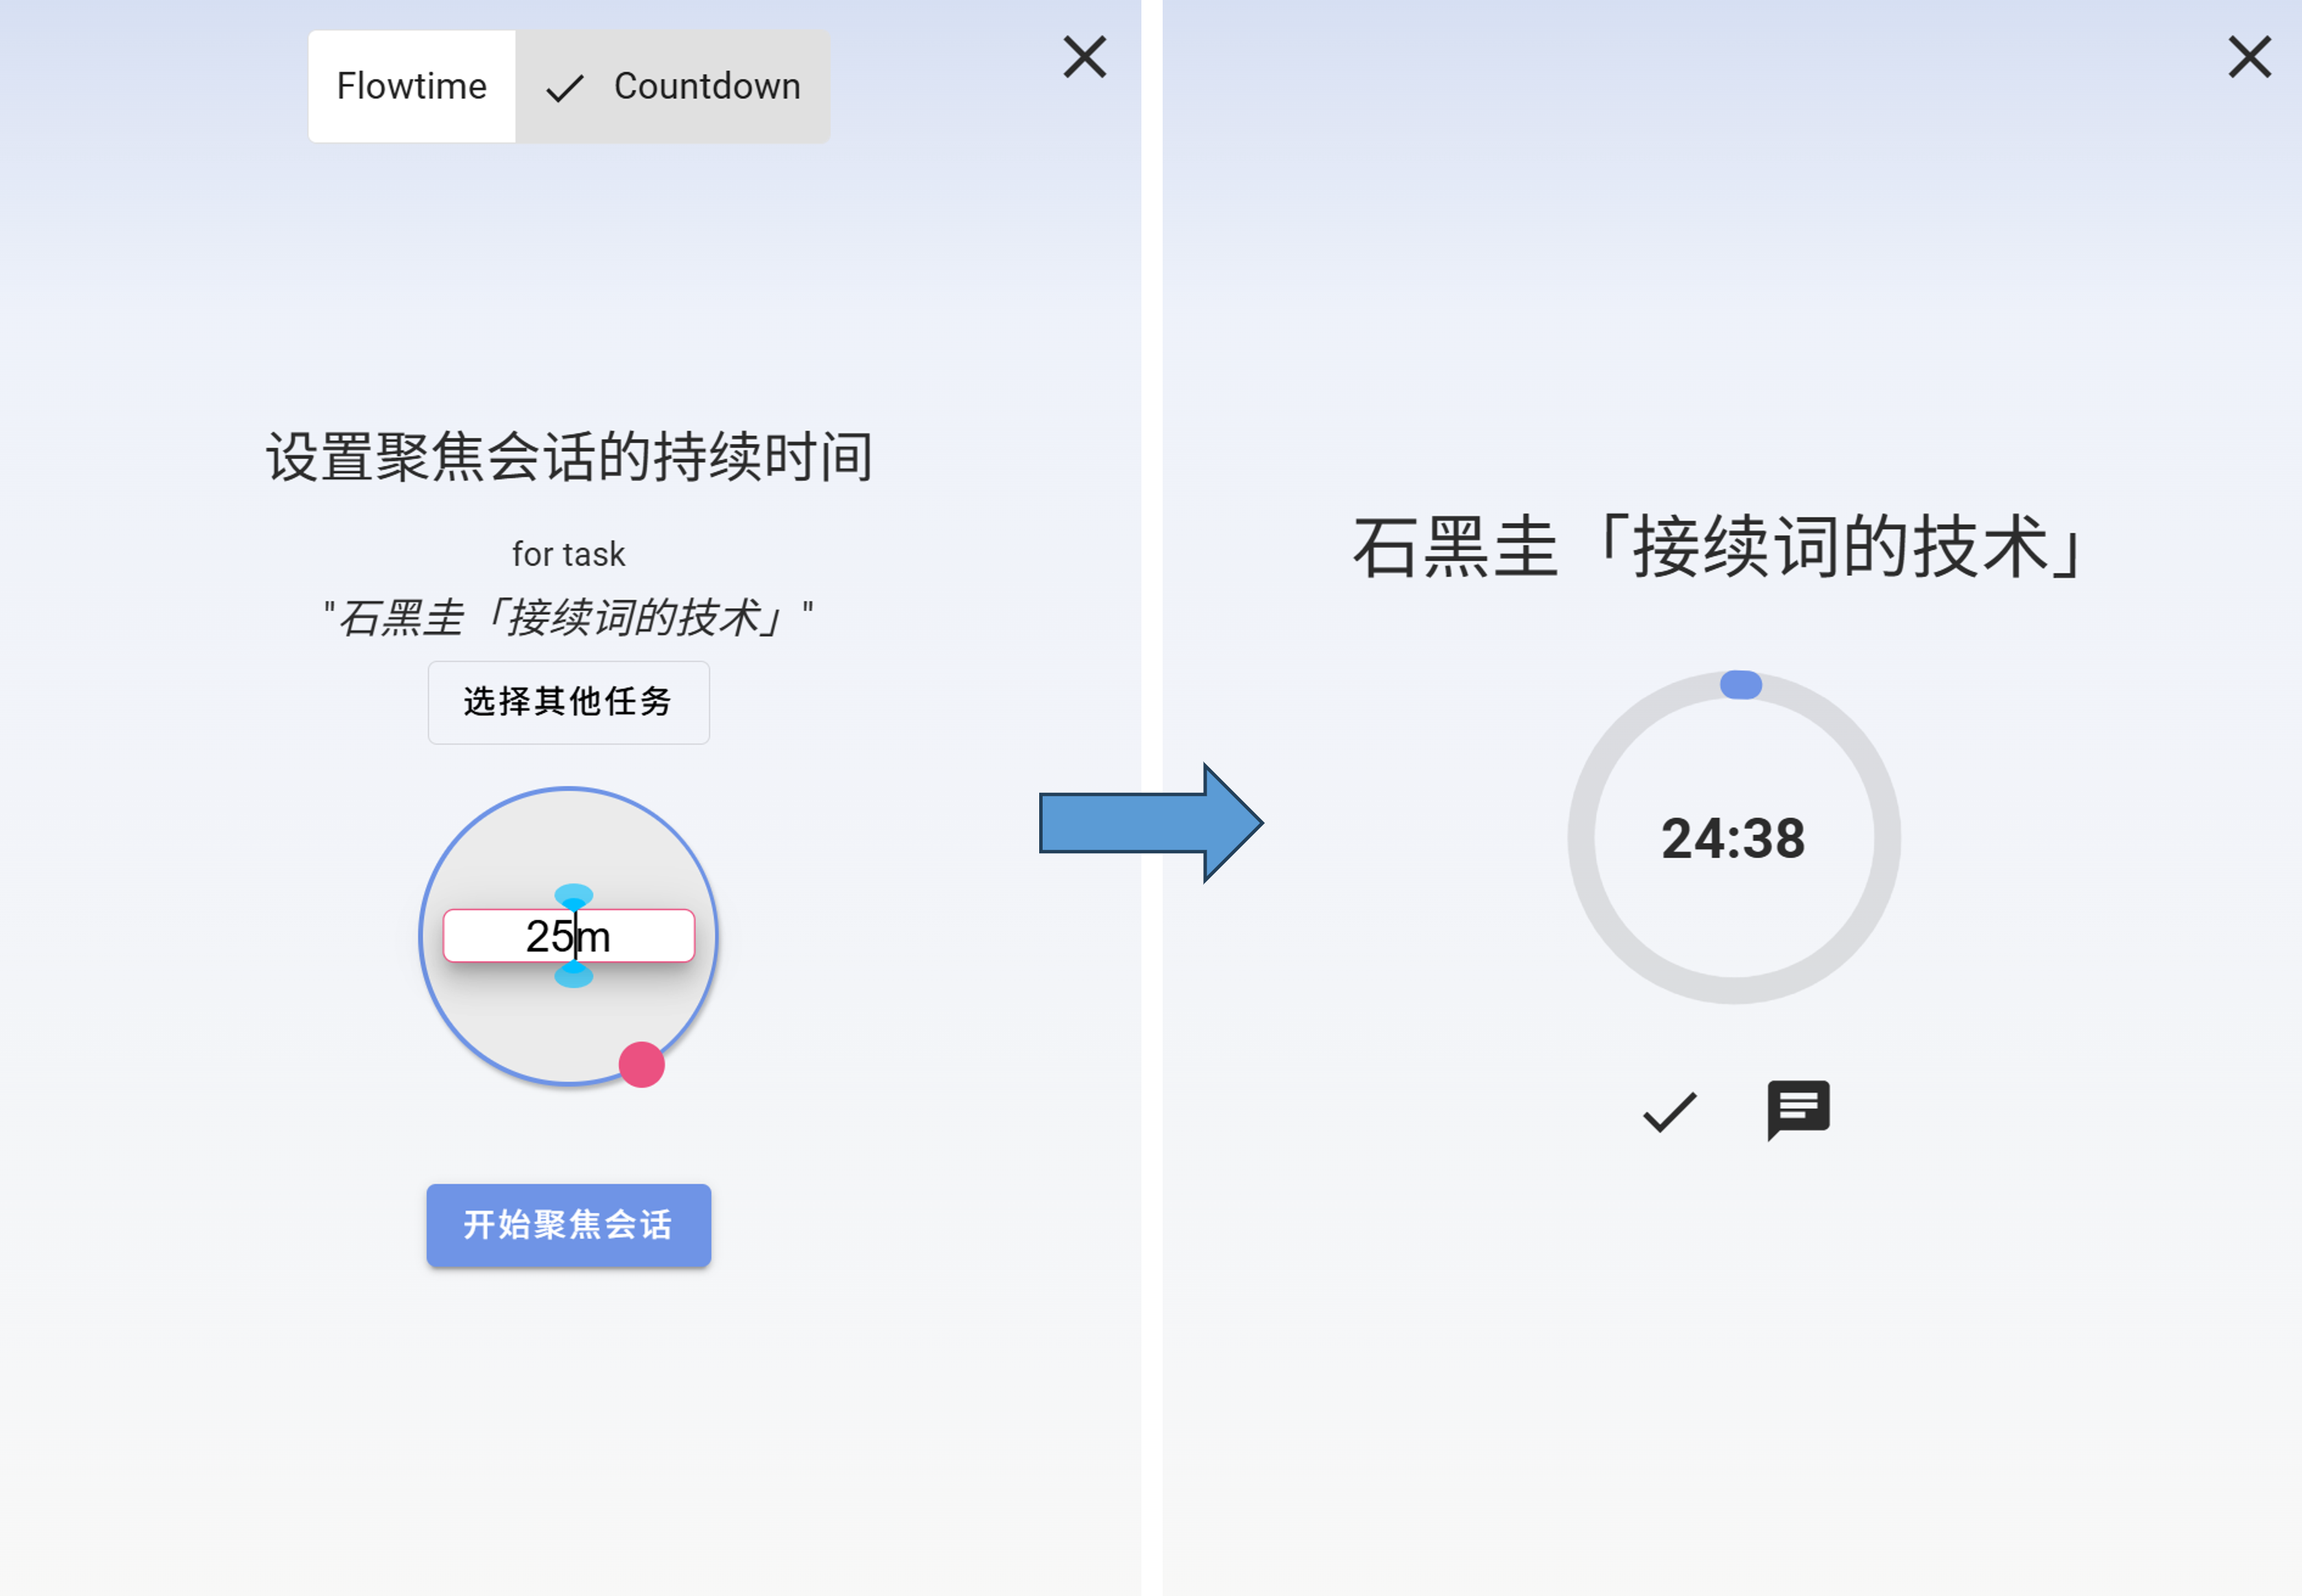 Flowtime
Countdown
设置聚焦会话的持续时间
for task
"石黑圭「接续词的技术」"
选择其他任务
25m
开始聚焦会话
石黑圭「接续词的技术」
24:38